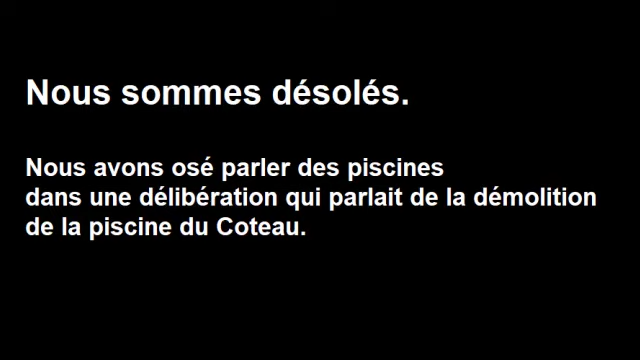 Nous sommes désolés.
Nous avons osé parler des piscines
dans une délibération qui parlait de la démolition
de la piscine du Coteau.